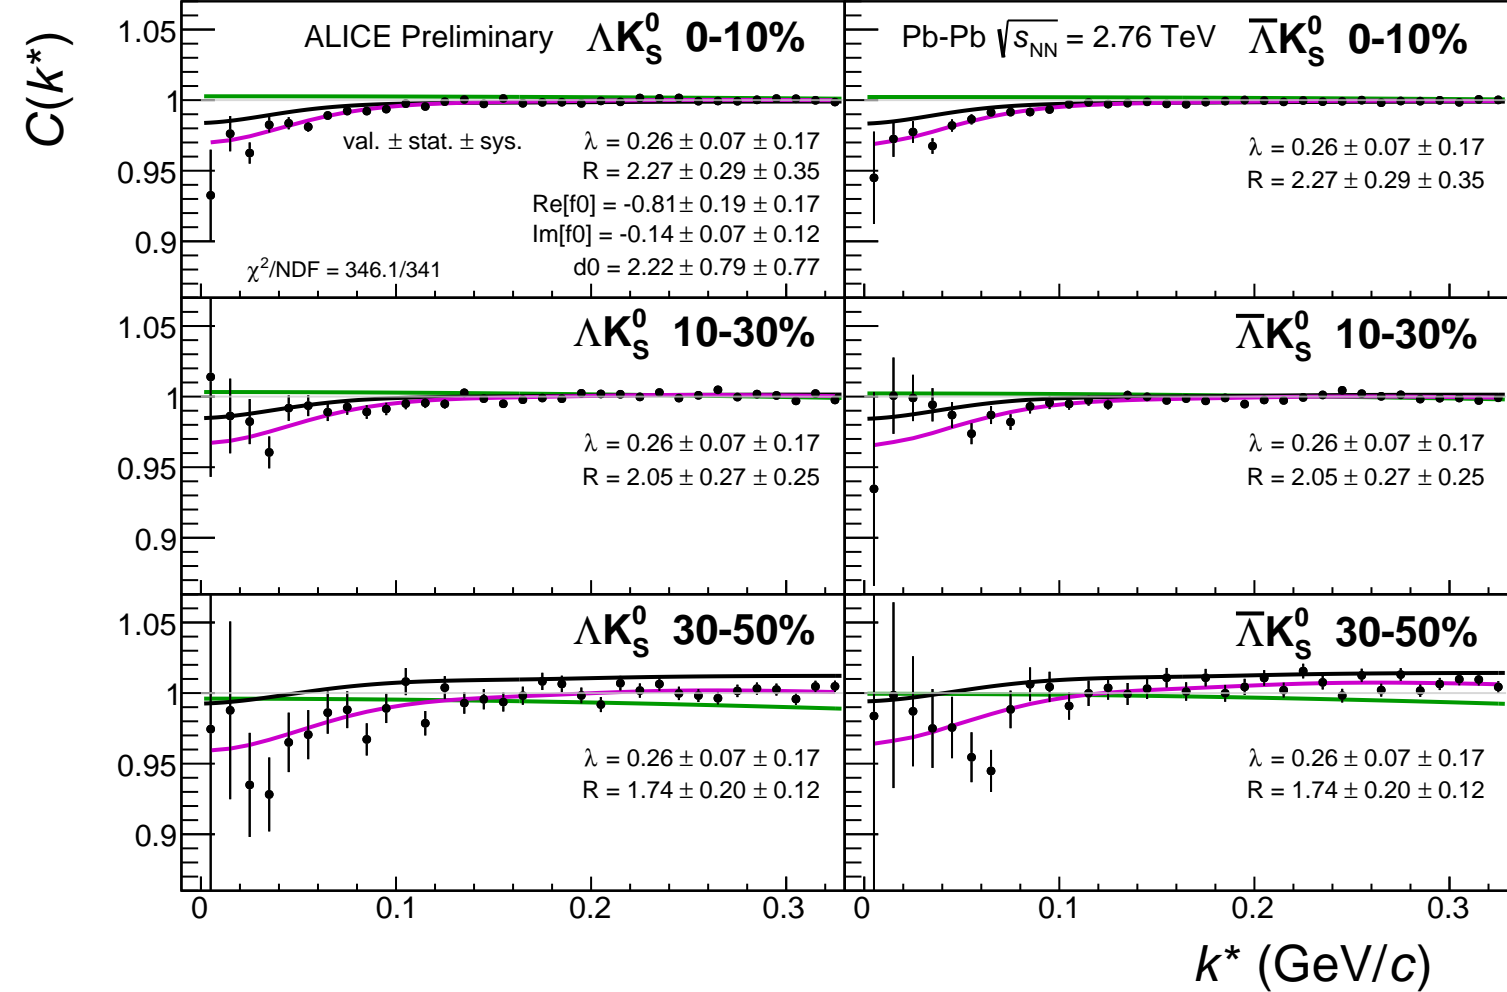 C(k*)
ALICE Preliminary ΛK⁰_S 0-10%
1.05
1
0.95
0.9
val. ± stat. ± sys.
λ = 0.26 ± 0.07 ± 0.17
R = 2.27 ± 0.29 ± 0.35
Re[f0] = -0.81 ± 0.19 ± 0.17
Im[f0] = -0.14 ± 0.07 ± 0.12
d0 = 2.22 ± 0.79 ± 0.77
χ²/NDF = 346.1/341
Pb-Pb √s_NN = 2.76 TeV Λ̅K⁰_S 0-10%
λ = 0.26 ± 0.07 ± 0.17
R = 2.27 ± 0.29 ± 0.35
ΛK⁰_S 10-30%
1.05
1
0.95
0.9
λ = 0.26 ± 0.07 ± 0.17
R = 2.05 ± 0.27 ± 0.25
Λ̅K⁰_S 10-30%
λ = 0.26 ± 0.07 ± 0.17
R = 2.05 ± 0.27 ± 0.25
ΛK⁰_S 30-50%
1.05
1
0.95
0.9
λ = 0.26 ± 0.07 ± 0.17
R = 1.74 ± 0.20 ± 0.12
Λ̅K⁰_S 30-50%
λ = 0.26 ± 0.07 ± 0.17
R = 1.74 ± 0.20 ± 0.12
0 0.1 0.2 0.3 0 0.1 0.2 0.3
k* (GeV/c)